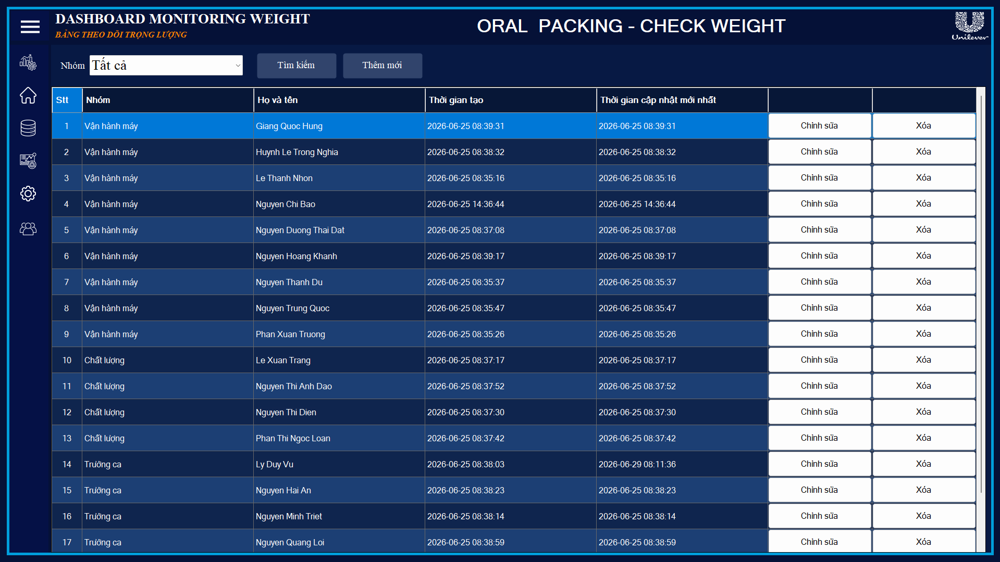 DASHBOARD MONITORING WEIGHT
BẢNG THEO DÕI TRỌNG LƯỢNG
ORAL PACKING - CHECK WEIGHT
Unilever
Nhóm Tất cả Tìm kiếm Thêm mới
Stt Nhóm Họ và tên Thời gian tạo Thời gian cập nhật mới nhất
1 Vận hành máy Giang Quoc Hung 2026-06-25 08:39:31 2026-06-25 08:39:31 Chỉnh sửa Xóa
2 Vận hành máy Huynh Le Trong Nghia 2026-06-25 08:38:32 2026-06-25 08:38:32 Chỉnh sửa Xóa
3 Vận hành máy Le Thanh Nhon 2026-06-25 08:35:16 2026-06-25 08:35:16 Chỉnh sửa Xóa
4 Vận hành máy Nguyen Chi Bao 2026-06-25 14:36:44 2026-06-25 14:36:44 Chỉnh sửa Xóa
5 Vận hành máy Nguyen Duong Thai Dat 2026-06-25 08:37:08 2026-06-25 08:37:08 Chỉnh sửa Xóa
6 Vận hành máy Nguyen Hoang Khanh 2026-06-25 08:39:17 2026-06-25 08:39:17 Chỉnh sửa Xóa
7 Vận hành máy Nguyen Thanh Du 2026-06-25 08:35:37 2026-06-25 08:35:37 Chỉnh sửa Xóa
8 Vận hành máy Nguyen Trung Quoc 2026-06-25 08:35:47 2026-06-25 08:35:47 Chỉnh sửa Xóa
9 Vận hành máy Phan Xuan Truong 2026-06-25 08:35:26 2026-06-25 08:35:26 Chỉnh sửa Xóa
10 Chất lượng Le Xuan Trang 2026-06-25 08:37:17 2026-06-25 08:37:17 Chỉnh sửa Xóa
11 Chất lượng Nguyen Thi Anh Dao 2026-06-25 08:37:52 2026-06-25 08:37:52 Chỉnh sửa Xóa
12 Chất lượng Nguyen Thi Dien 2026-06-25 08:37:30 2026-06-25 08:37:30 Chỉnh sửa Xóa
13 Chất lượng Phan Thi Ngoc Loan 2026-06-25 08:37:42 2026-06-25 08:37:42 Chỉnh sửa Xóa
14 Trưởng ca Ly Duy Vu 2026-06-25 08:38:03 2026-06-29 08:11:36 Chỉnh sửa Xóa
15 Trưởng ca Nguyen Hai An 2026-06-25 08:38:23 2026-06-25 08:38:23 Chỉnh sửa Xóa
16 Trưởng ca Nguyen Minh Triet 2026-06-25 08:38:14 2026-06-25 08:38:14 Chỉnh sửa Xóa
17 Trưởng ca Nguyen Quang Loi 2026-06-25 08:38:59 2026-06-25 08:38:59 Chỉnh sửa Xóa